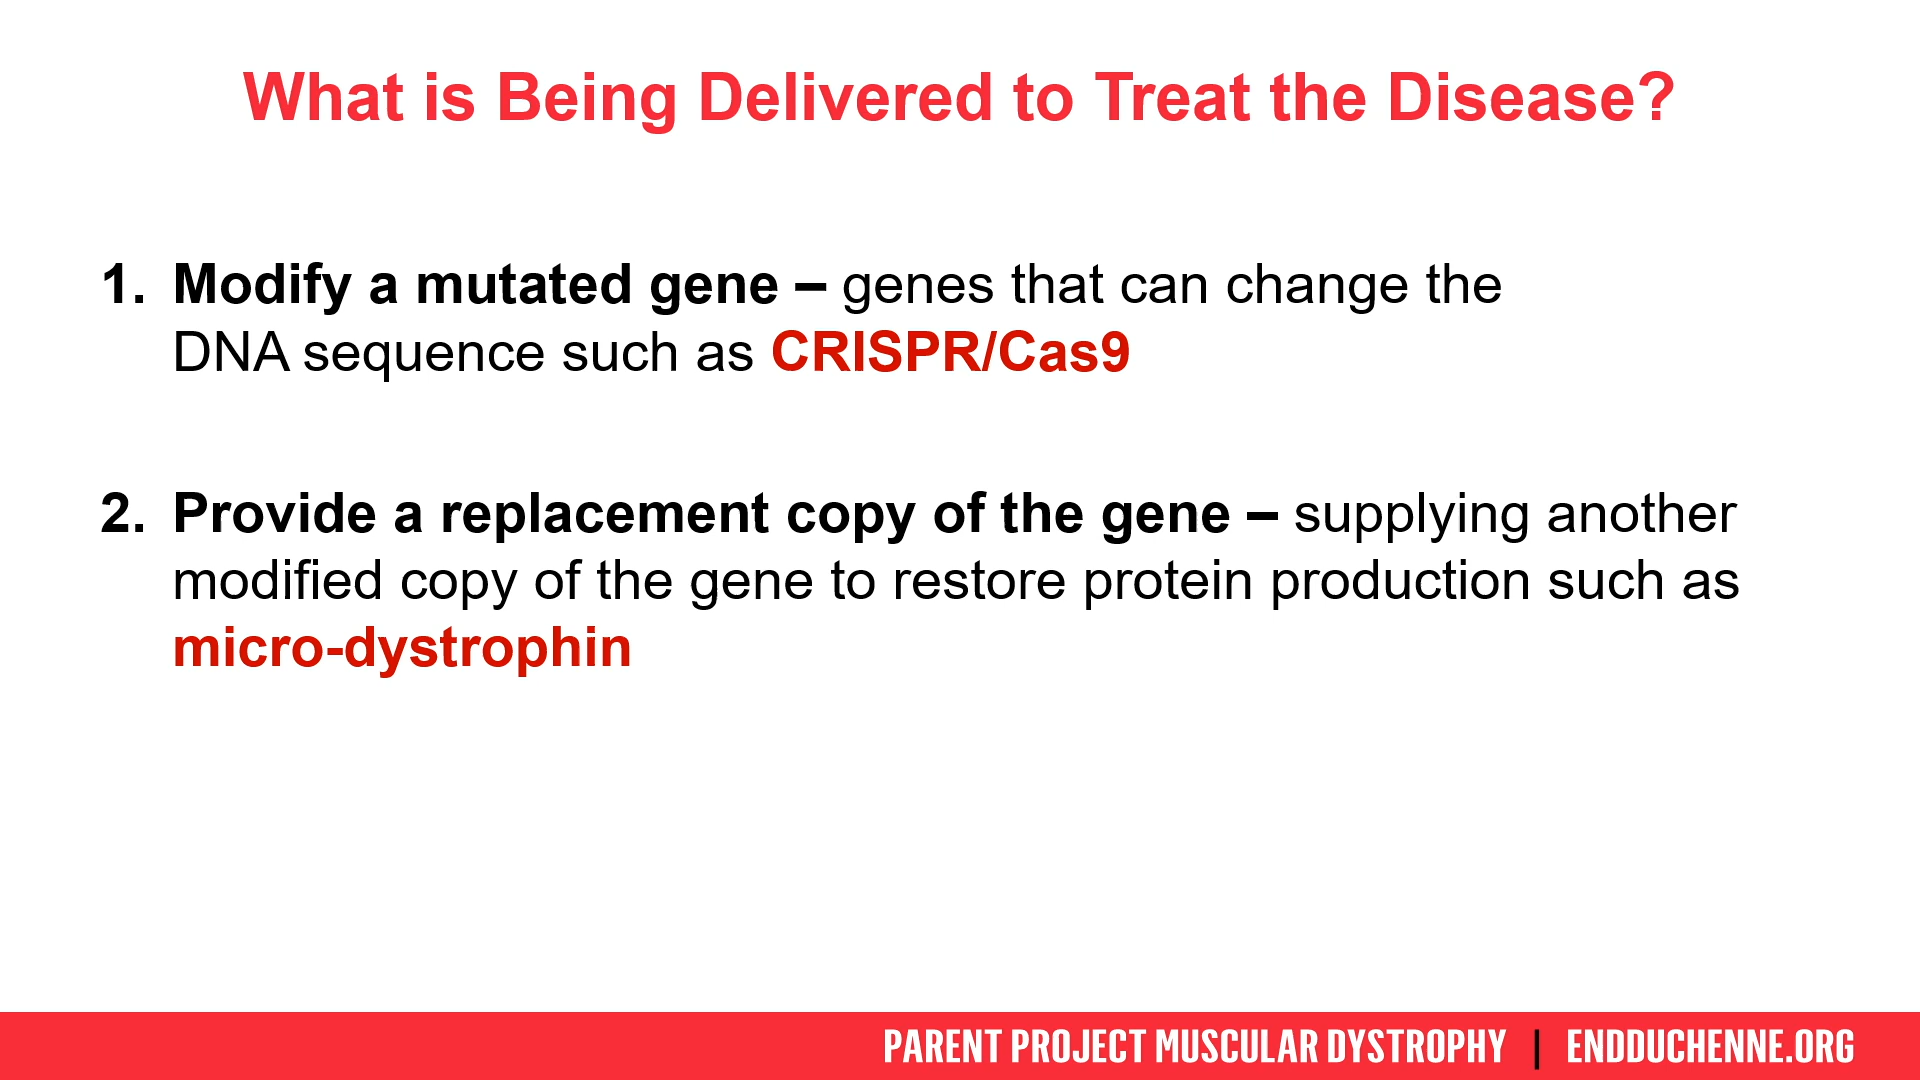 What is Being Delivered to Treat the Disease?
1. Modify a mutated gene – genes that can change the
DNA sequence such as CRISPR/Cas9
2. Provide a replacement copy of the gene – supplying another
modified copy of the gene to restore protein production such as
micro-dystrophin
PARENT PROJECT MUSCULAR DYSTROPHY | ENDDUCHENNE.ORG